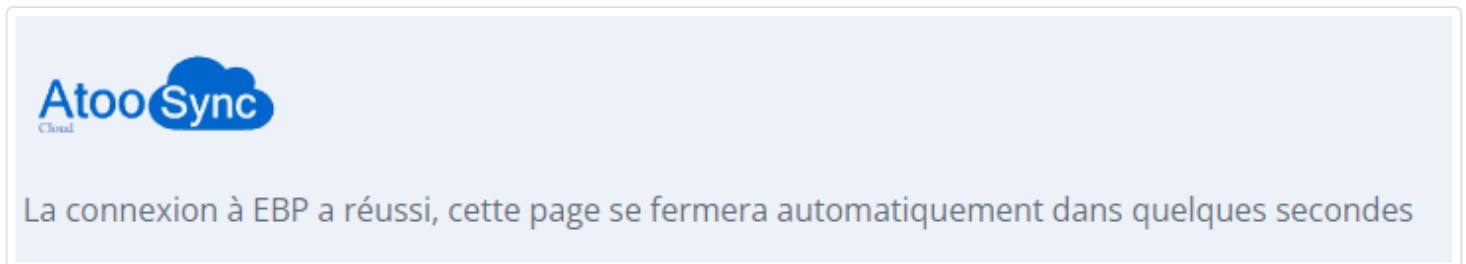 Atoo Sync
Cloud
La connexion à EBP a réussi, cette page se fermera automatiquement dans quelques secondes